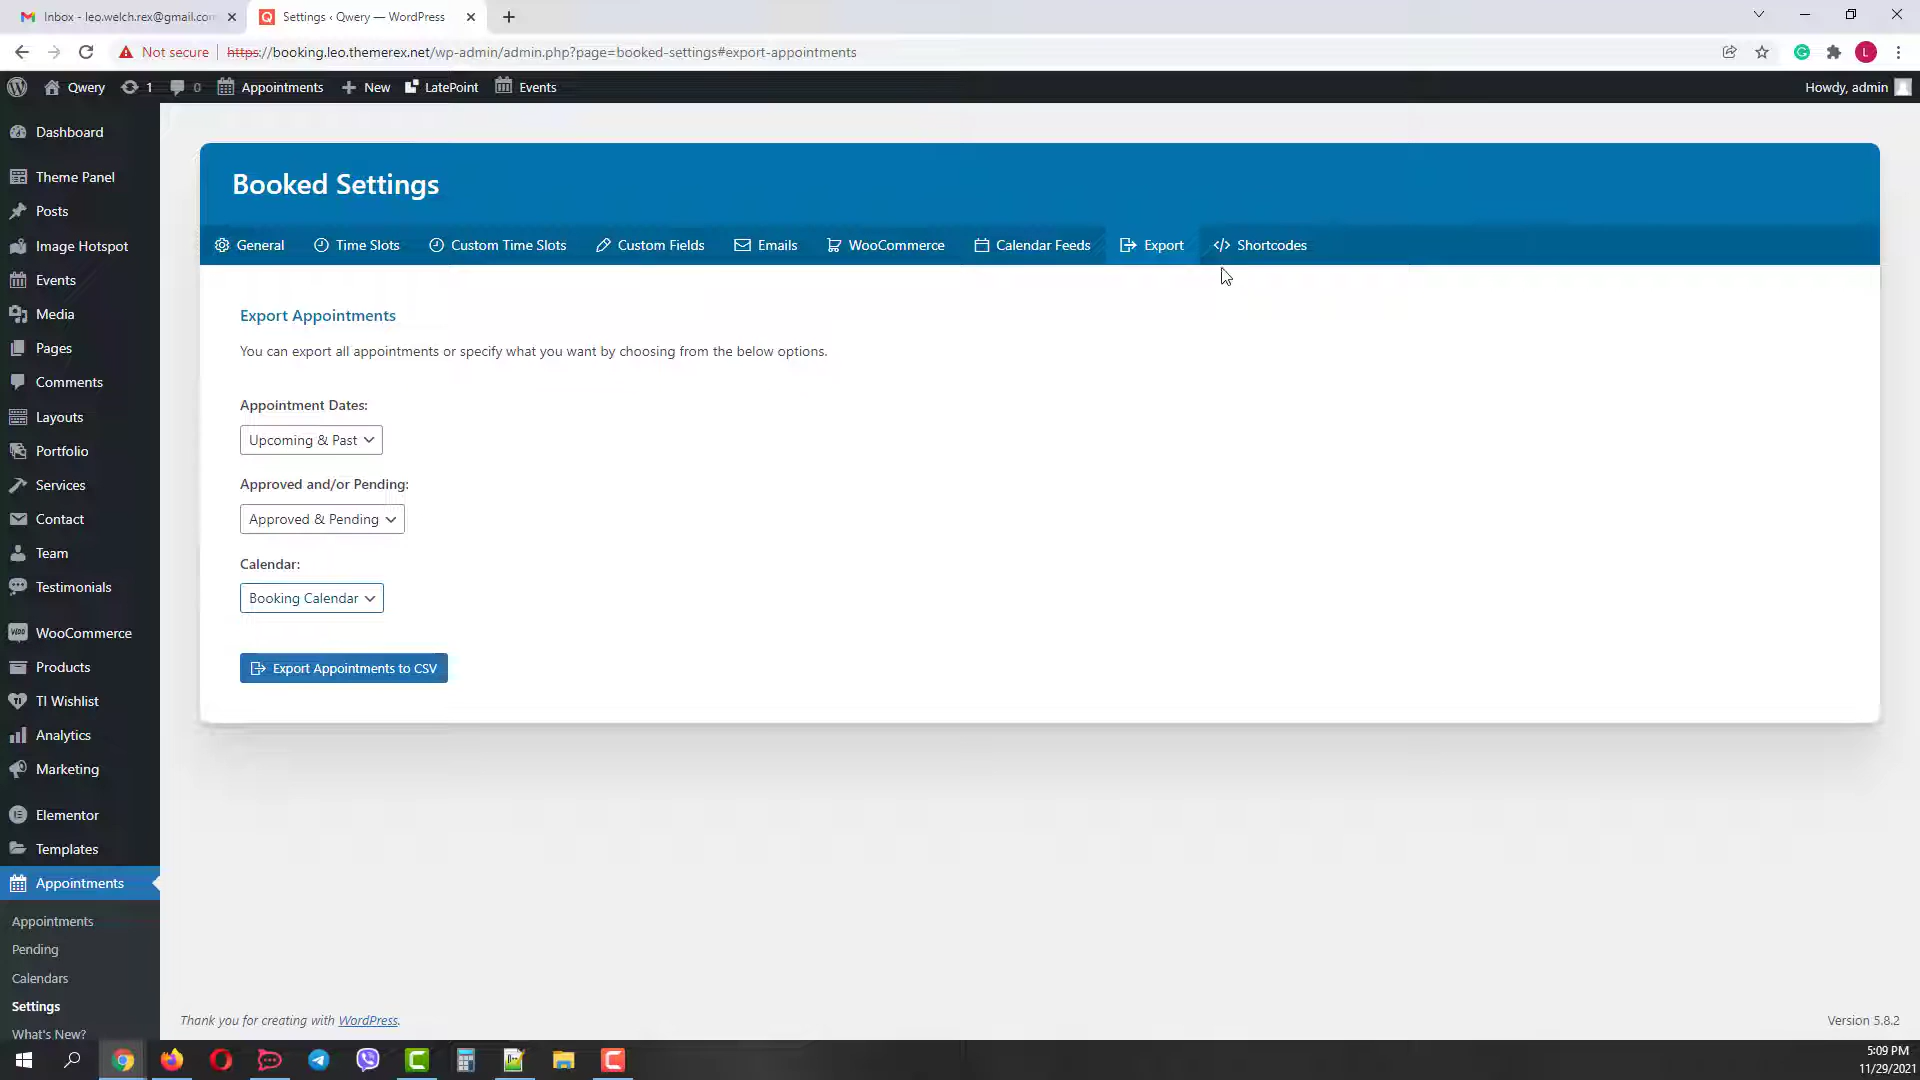 Inbox - leo.welch.rex@gmail.co
Settings ‹ Qwery — WordPress
Not secure
https://booking.leo.themerex.net/wp-admin/admin.php?page=booked-settings#export-appointments
L
Qwery
1
0
Appointments
New
LatePoint
Events
Howdy, admin
Dashboard
Theme Panel
Posts
Image Hotspot
Events
Media
Pages
Comments
Layouts
Portfolio
Services
Contact
Team
Testimonials
WooCommerce
Products
TI Wishlist
Analytics
Marketing
Elementor
Templates
Appointments
Appointments
Pending
Calendars
Settings
What's New?
Booked Settings
General
Time Slots
Custom Time Slots
Custom Fields
Emails
WooCommerce
Calendar Feeds
Export
Shortcodes
Export Appointments
You can export all appointments or specify what you want by choosing from the below options.
Appointment Dates:
Upcoming & Past
Approved and/or Pending:
Approved & Pending
Calendar:
Booking Calendar
Export Appointments to CSV
Thank you for creating with WordPress.
Version 5.8.2
5:09 PM
11/29/2021